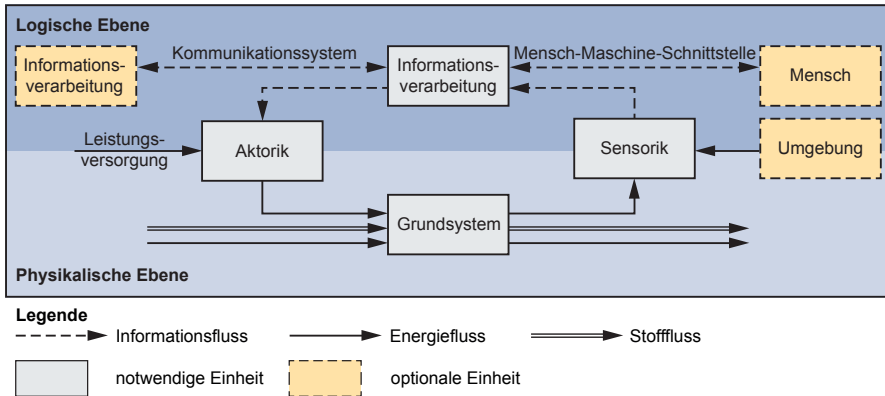 Logische Ebene
Informations-
verarbeitung
Kommunikationssystem
Informations-
verarbeitung
Mensch-Maschine-Schnittstelle
Mensch
Leistungs-
versorgung
Aktorik
Sensorik
Umgebung
Grundsystem
Physikalische Ebene
Legende
Informationsfluss
Energiefluss
Stofffluss
notwendige Einheit
optionale Einheit